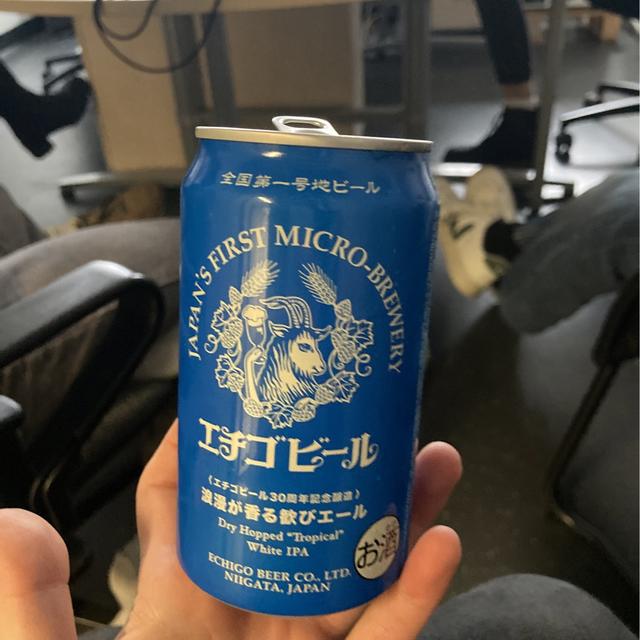 全国第一号地ビール
JAPAN'S FIRST MICRO-BREWERY
エチゴビール
〈エチゴビール30周年記念醸造〉
浪漫が香る歓びエール
Dry Hopped "Tropical"
White IPA
お酒
ECHIGO BEER CO., LTD.
NIIGATA, JAPAN